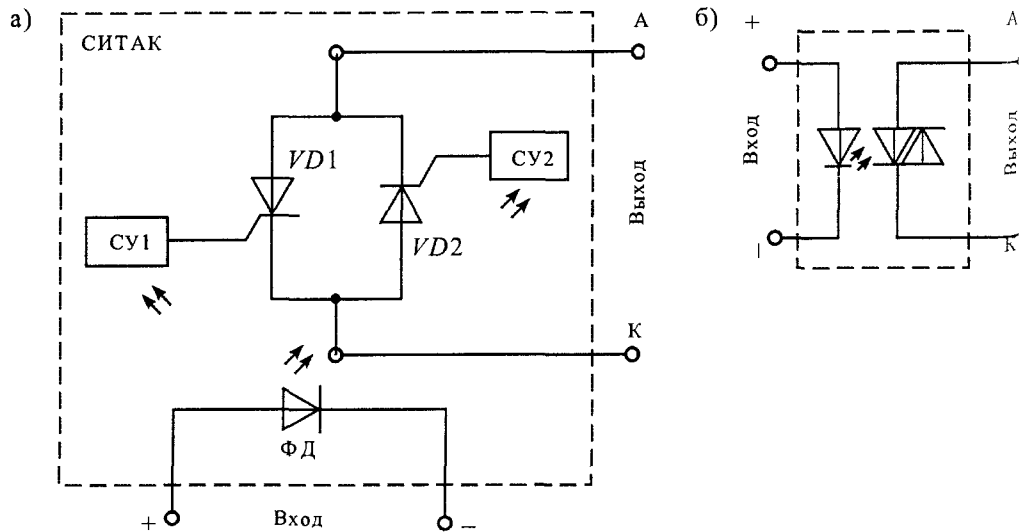 а)
СИТАК
А
VD1
СУ2
СУ1
VD2
Выход
К
ФД
+
Вход
−
б)
+
А
Вход
Выход
−
К